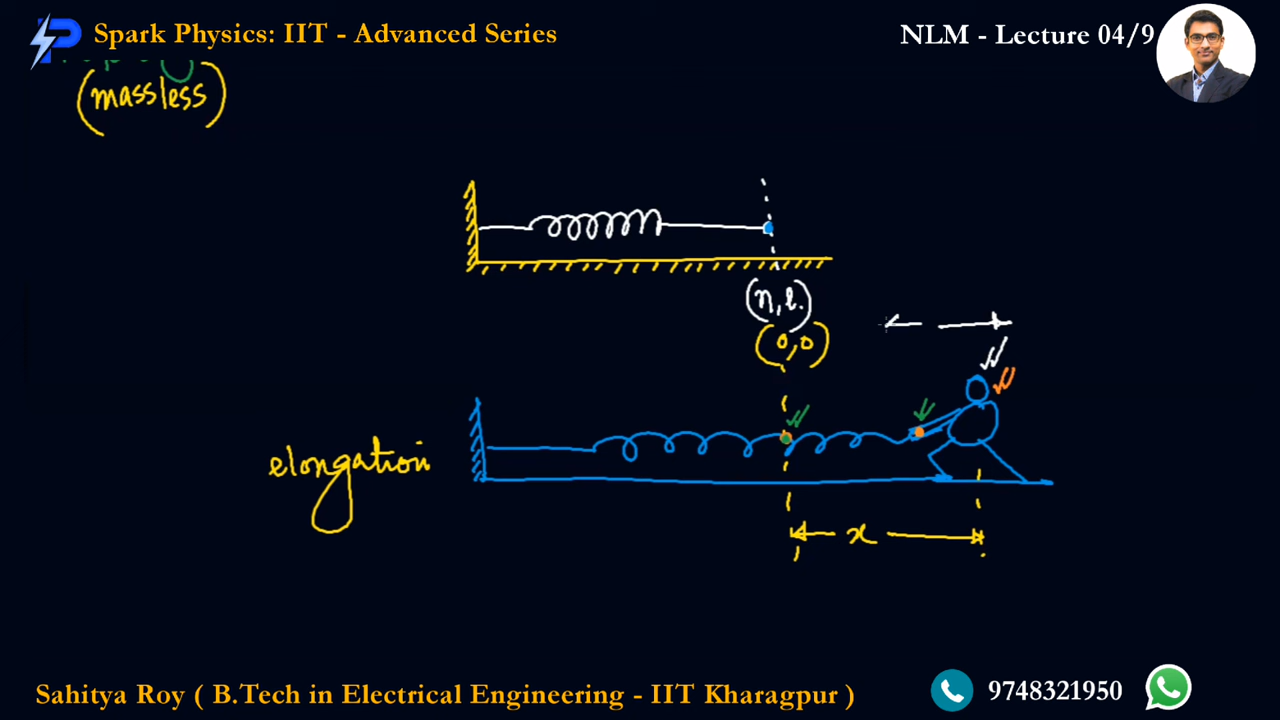 Spark Physics: IIT - Advanced Series
NLM - Lecture 04/9
(massless)
(n,l.)
(0,0)
elongation
x
Sahitya Roy ( B.Tech in Electrical Engineering - IIT Kharagpur )
9748321950